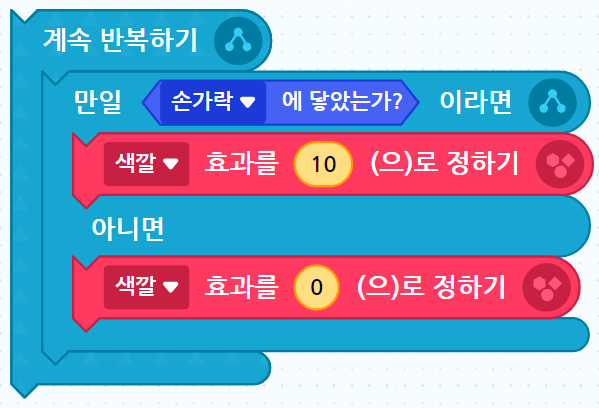 계속 반복하기
만일 손가락 에 닿았는가? 이라면
색깔 효과를 10 (으)로 정하기
아니면
색깔 효과를 0 (으)로 정하기